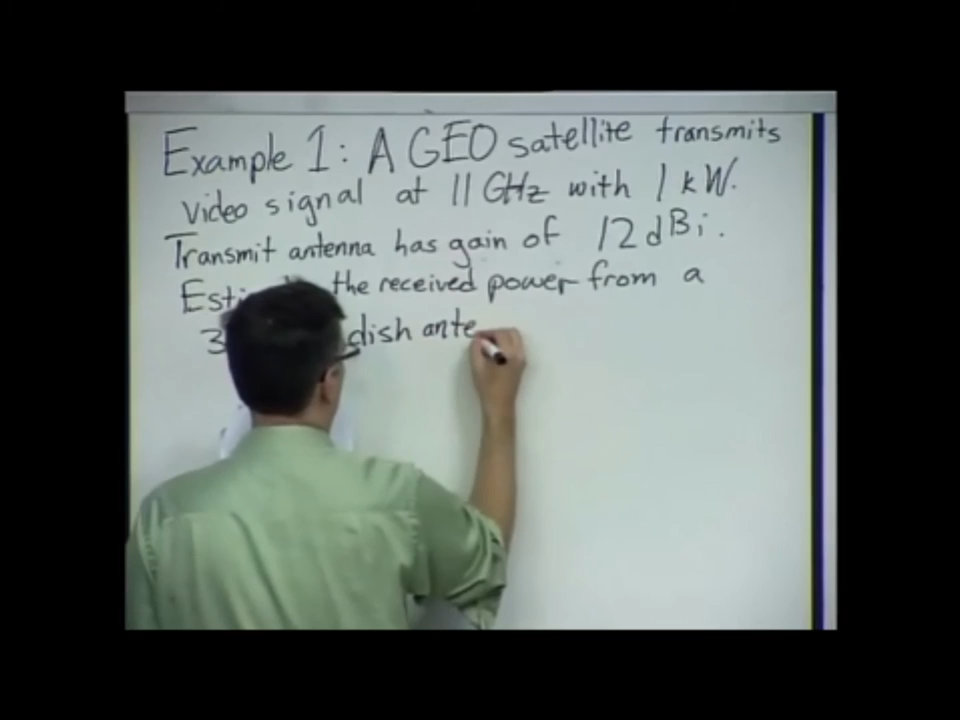 Example 1: A GEO satellite transmits
video signal at 11 GHz with 1 kW.
Transmit antenna has gain of 12 dBi.
the received power from a
dish ante